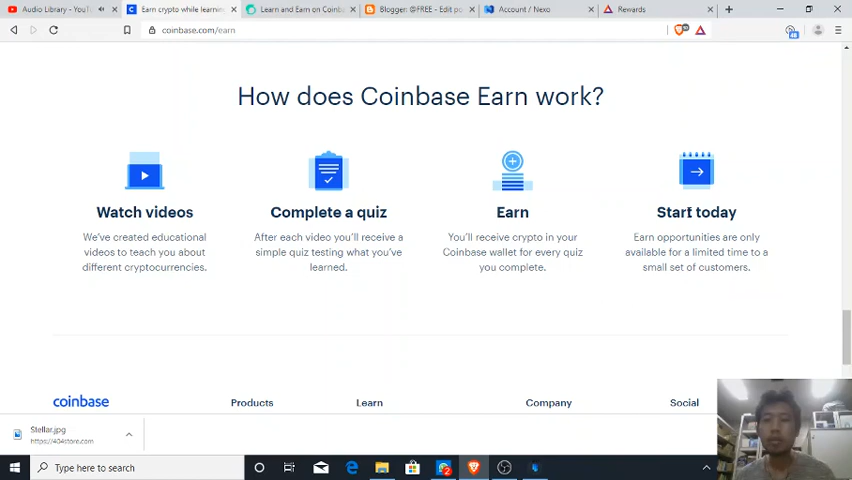 Audio Library - YouT
Earn crypto while learnin
Learn and Earn on Coinba
Blogger: @FREE - Edit po
Account / Nexo
Rewards
coinbase.com/earn
How does Coinbase Earn work?
Watch videos
We've created educational
videos to teach you about
different cryptocurrencies.
Complete a quiz
After each video you'll receive a
simple quiz testing what you've
learned.
Earn
You'll receive crypto in your
Coinbase wallet for every quiz
you complete.
Start today
Earn opportunities are only
available for a limited time to a
small set of customers.
coinbase
Products
Learn
Company
Social
Stellar.jpg
https://404store.com
Type here to search